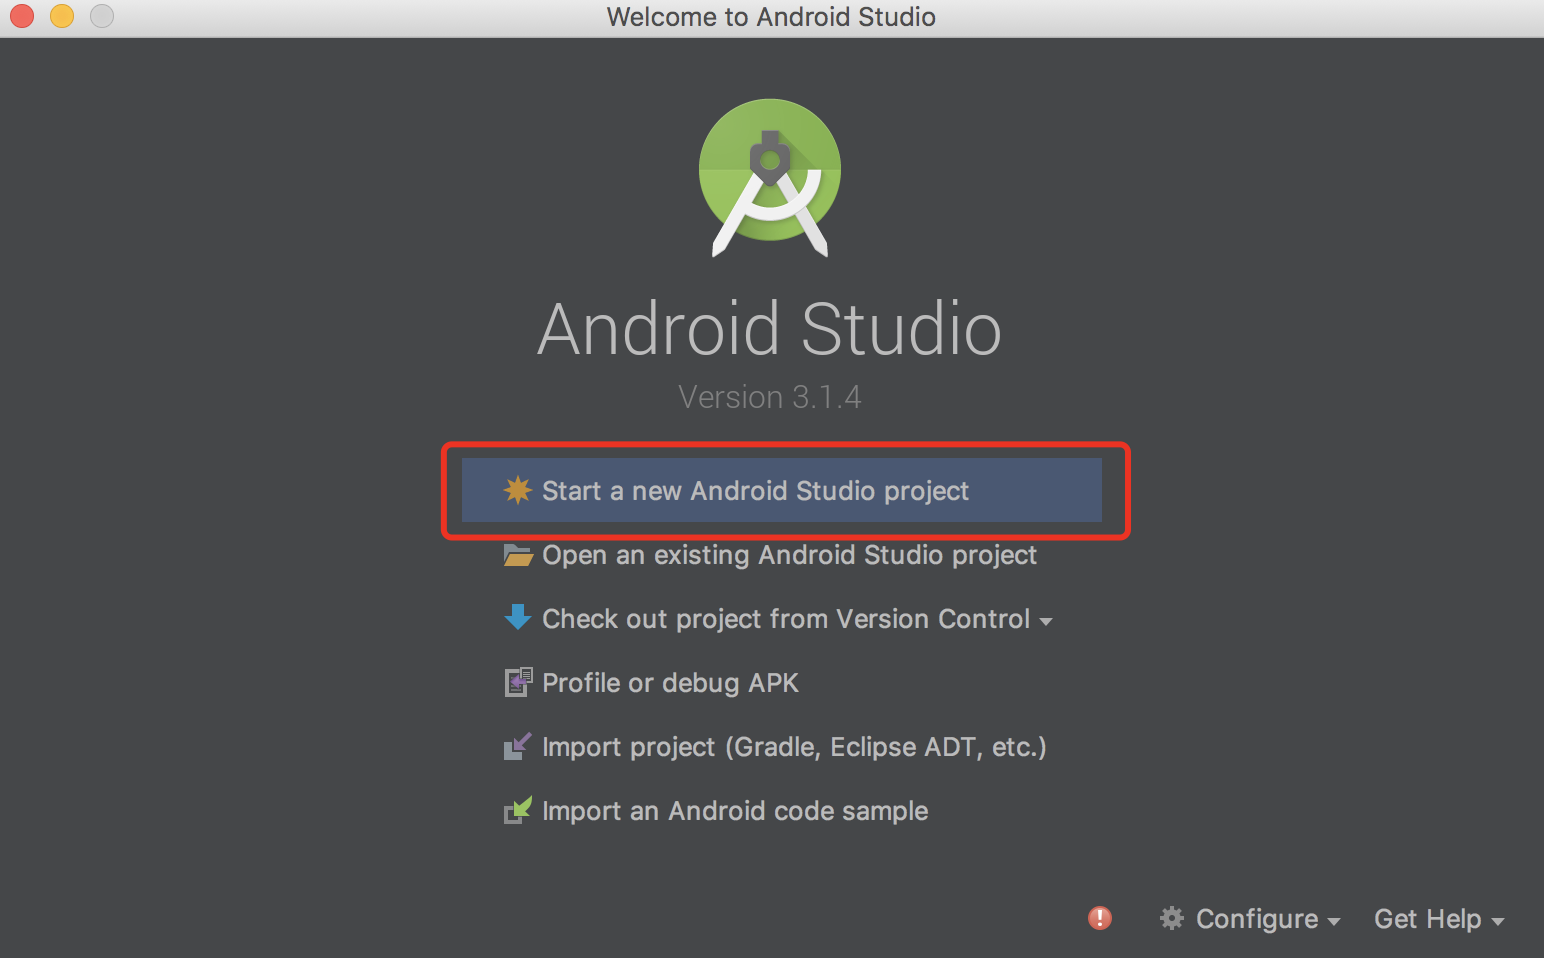 Welcome to Android Studio
Android Studio
Version 3.1.4
Start a new Android Studio project
Open an existing Android Studio project
Check out project from Version Control
Profile or debug APK
Import project (Gradle, Eclipse ADT, etc.)
Import an Android code sample
Configure
Get Help